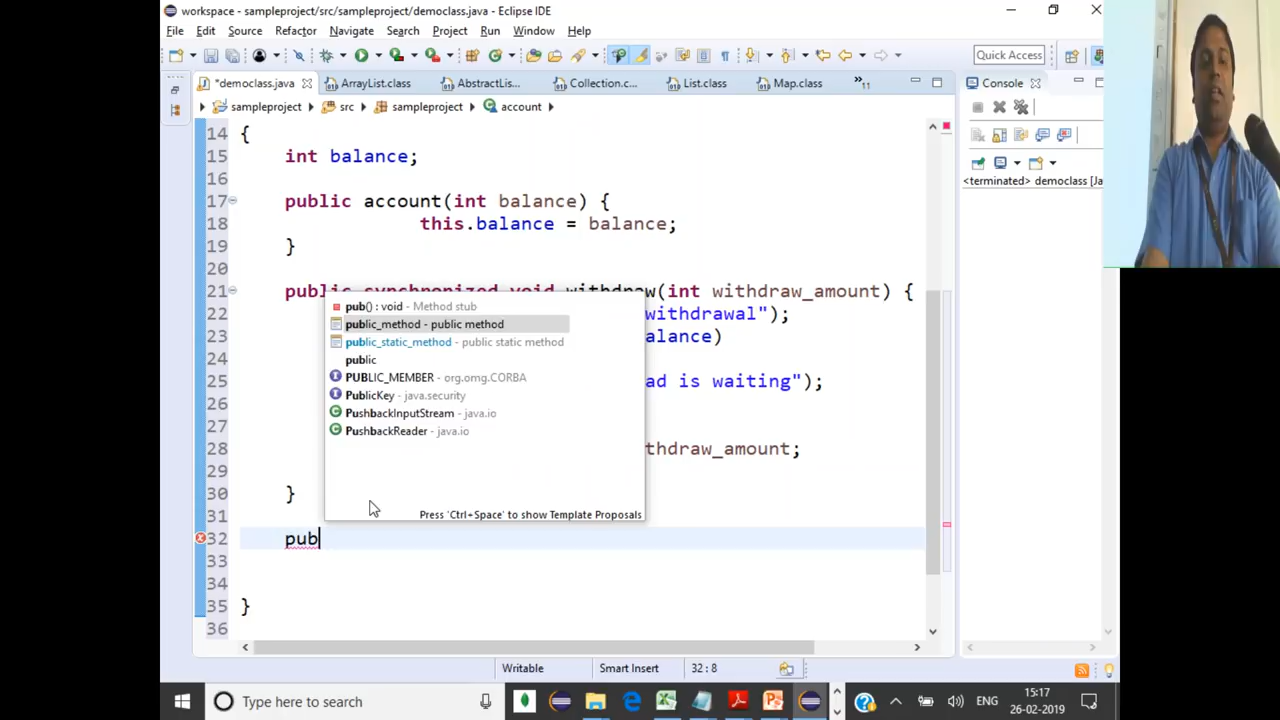 workspace - sampleproject/src/sampleproject/democlass.java - Eclipse IDE
File Edit Source Refactor Navigate Search Project Run Window Help
Quick Access
*democlass.java ArrayList.class AbstractLis... Collection.c... List.class Map.class 11 Console
sampleproject src sampleproject account
14 {
15 int balance;
16
17 public account(int balance) {
18 this.balance = balance;
19 }
20
21 public synchronized void withdraw(int withdraw_amount) {
22 withdrawal");
23 alance)
24
25 ad is waiting");
28 thdraw_amount;
29
30 }
31
32 pub
33
34
35 }
36
pub() : void - Method stub
public_method - public method
public_static_method - public static method
public
PUBLIC_MEMBER - org.omg.CORBA
PublicKey - java.security
PushbackInputStream - java.io
PushbackReader - java.io
Press 'Ctrl+Space' to show Template Proposals
<terminated> democlass [Ja
Writable Smart Insert 32 : 8
Type here to search
ENG
15:17
26-02-2019